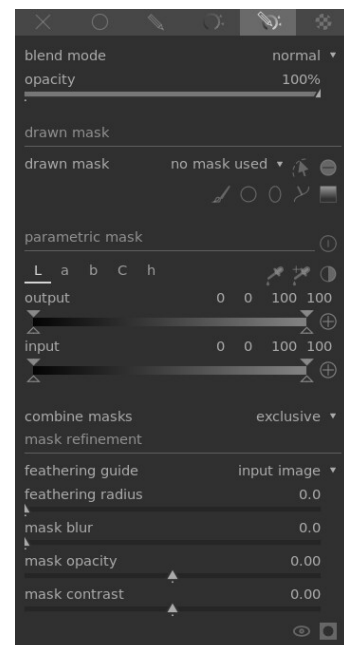 blend mode normal
opacity 100%
drawn mask
drawn mask no mask used
parametric mask
L a b C h
output 0 0 100 100
input 0 0 100 100
combine masks exclusive
mask refinement
feathering guide input image
feathering radius 0.0
mask blur 0.0
mask opacity 0.00
mask contrast 0.00